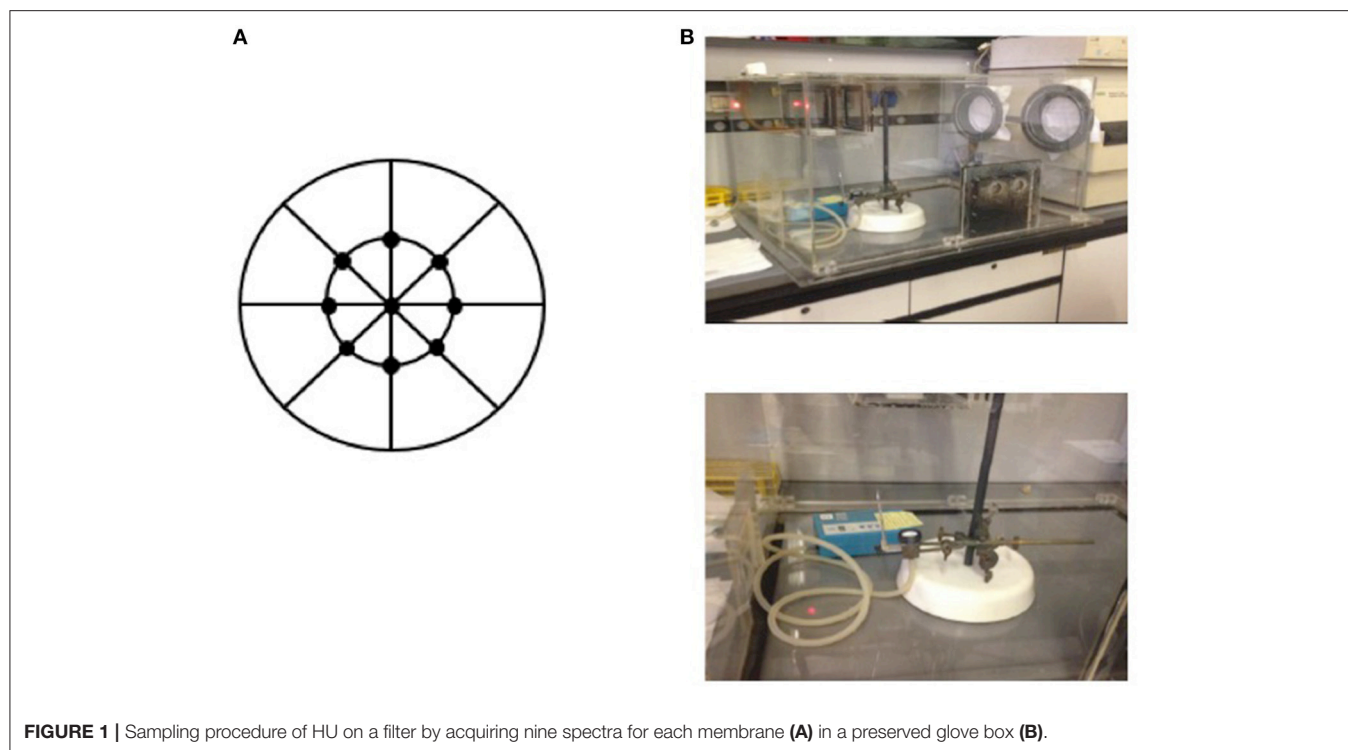 A
B
FIGURE 1 | Sampling procedure of HU on a filter by acquiring nine spectra for each membrane (A) in a preserved glove box (B).